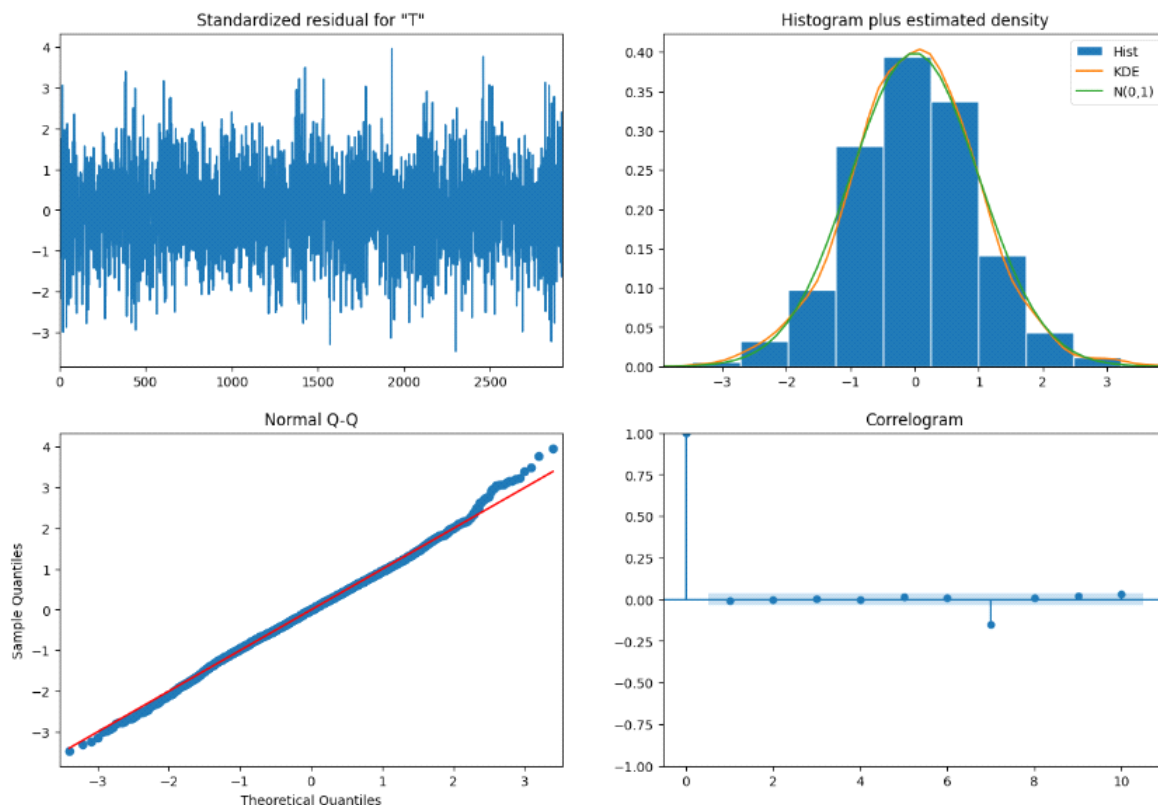 Standardized residual for "T"
4
3
2
1
0
−1
−2
−3
0 500 1000 1500 2000 2500
Histogram plus estimated density
Hist
KDE
N(0,1)
0.40
0.35
0.30
0.25
0.20
0.15
0.10
0.05
0.00
−3 −2 −1 0 1 2 3
Normal Q-Q
Sample Quantiles
4
3
2
1
0
−1
−2
−3
−3 −2 −1 0 1 2 3
Theoretical Quantiles
Correlogram
1.00
0.75
0.50
0.25
0.00
−0.25
−0.50
−0.75
−1.00
0 2 4 6 8 10